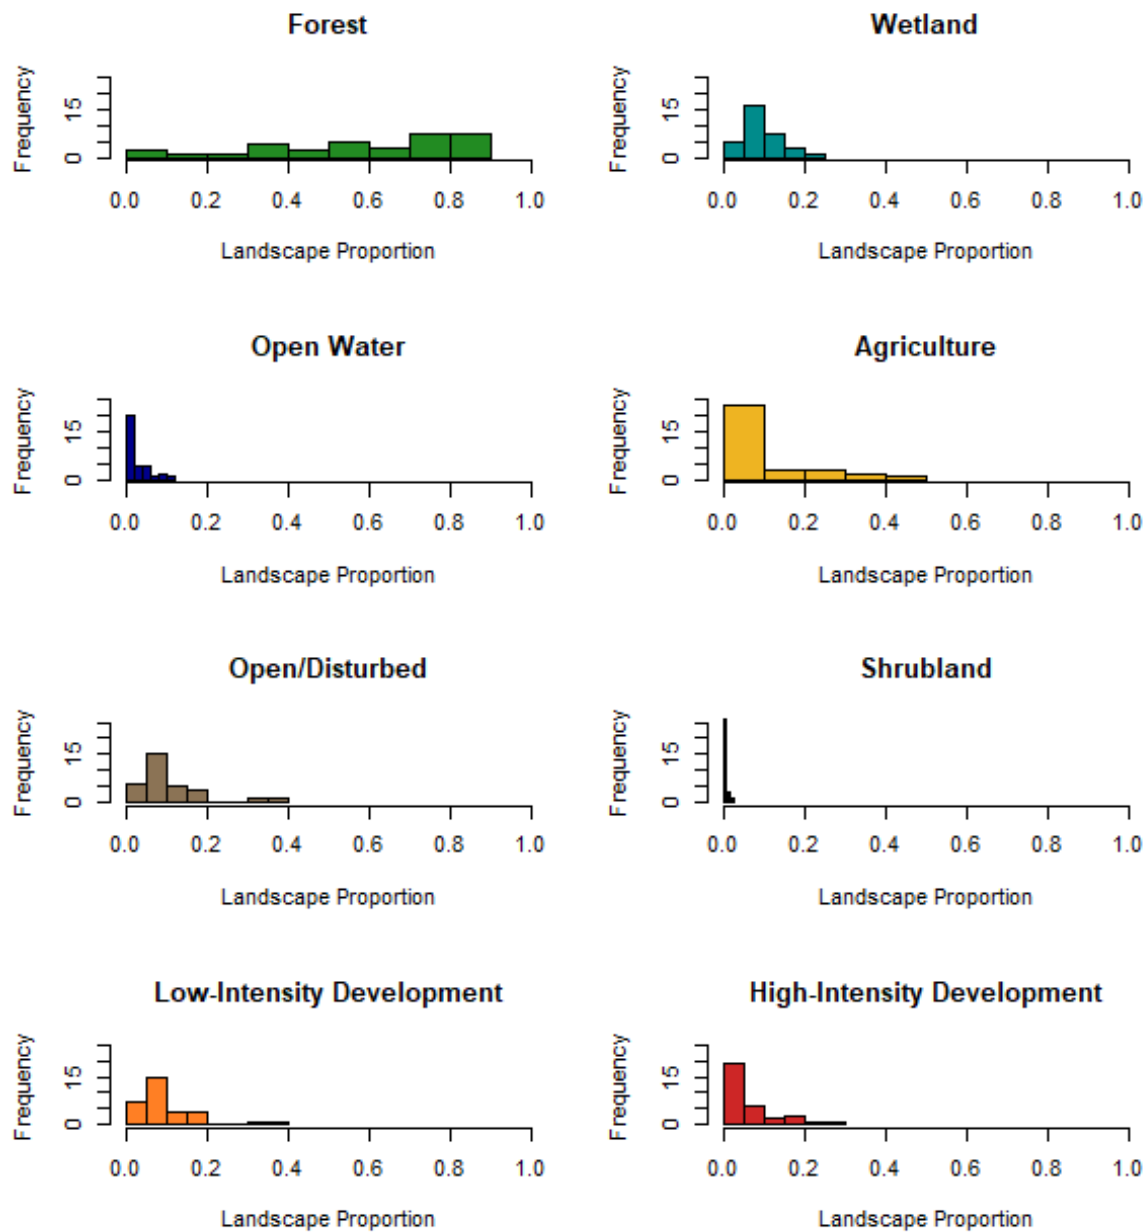 Forest
Frequency
15
0
0.0 0.2 0.4 0.6 0.8 1.0
Landscape Proportion
Wetland
Frequency
15
0
0.0 0.2 0.4 0.6 0.8 1.0
Landscape Proportion
Open Water
Frequency
15
0
0.0 0.2 0.4 0.6 0.8 1.0
Landscape Proportion
Agriculture
Frequency
15
0
0.0 0.2 0.4 0.6 0.8 1.0
Landscape Proportion
Open/Disturbed
Frequency
15
0
0.0 0.2 0.4 0.6 0.8 1.0
Landscape Proportion
Shrubland
Frequency
15
0
0.0 0.2 0.4 0.6 0.8 1.0
Landscape Proportion
Low-Intensity Development
Frequency
15
0
0.0 0.2 0.4 0.6 0.8 1.0
Landscape Proportion
High-Intensity Development
Frequency
15
0
0.0 0.2 0.4 0.6 0.8 1.0
Landscape Proportion